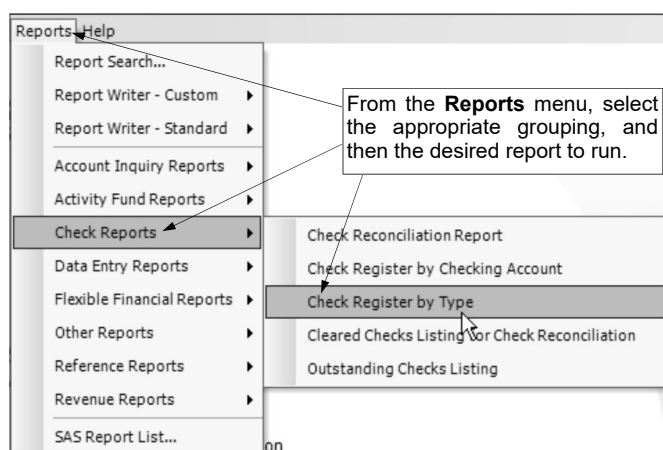 Reports Help
Report Search...
Report Writer - Custom
Report Writer - Standard
Account Inquiry Reports
Activity Fund Reports
Check Reports
Data Entry Reports
Flexible Financial Reports
Other Reports
Reference Reports
Revenue Reports
SAS Report List...
From the Reports menu, select
the appropriate grouping, and
then the desired report to run.
Check Reconciliation Report
Check Register by Checking Account
Check Register by Type
Cleared Checks Listing for Check Reconciliation
Outstanding Checks Listing
on